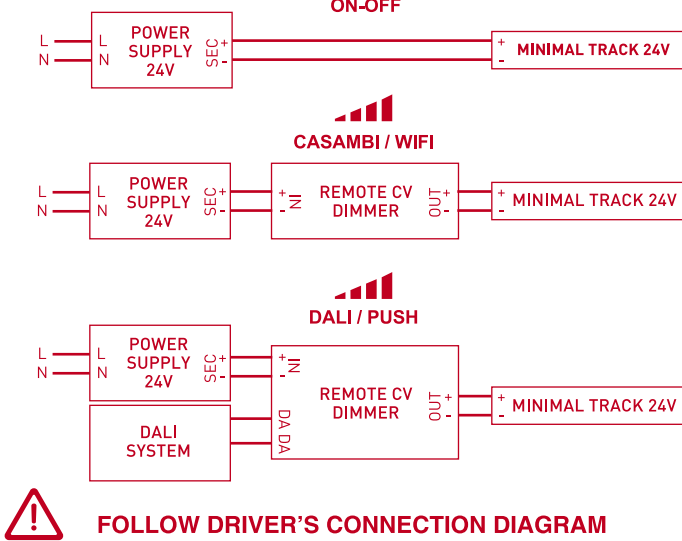 ON-OFF
L L POWER SUPPLY 24V SEC + -
N N
+ - MINIMAL TRACK 24V
CASAMBI / WIFI
L L POWER SUPPLY 24V SEC + -
N N
+ - IN REMOTE CV DIMMER OUT + -
+ - MINIMAL TRACK 24V
DALI / PUSH
L L POWER SUPPLY 24V SEC + -
N N
+ - IN REMOTE CV DIMMER OUT + -
DA DA
+ - MINIMAL TRACK 24V
DALI
SYSTEM
! FOLLOW DRIVER'S CONNECTION DIAGRAM